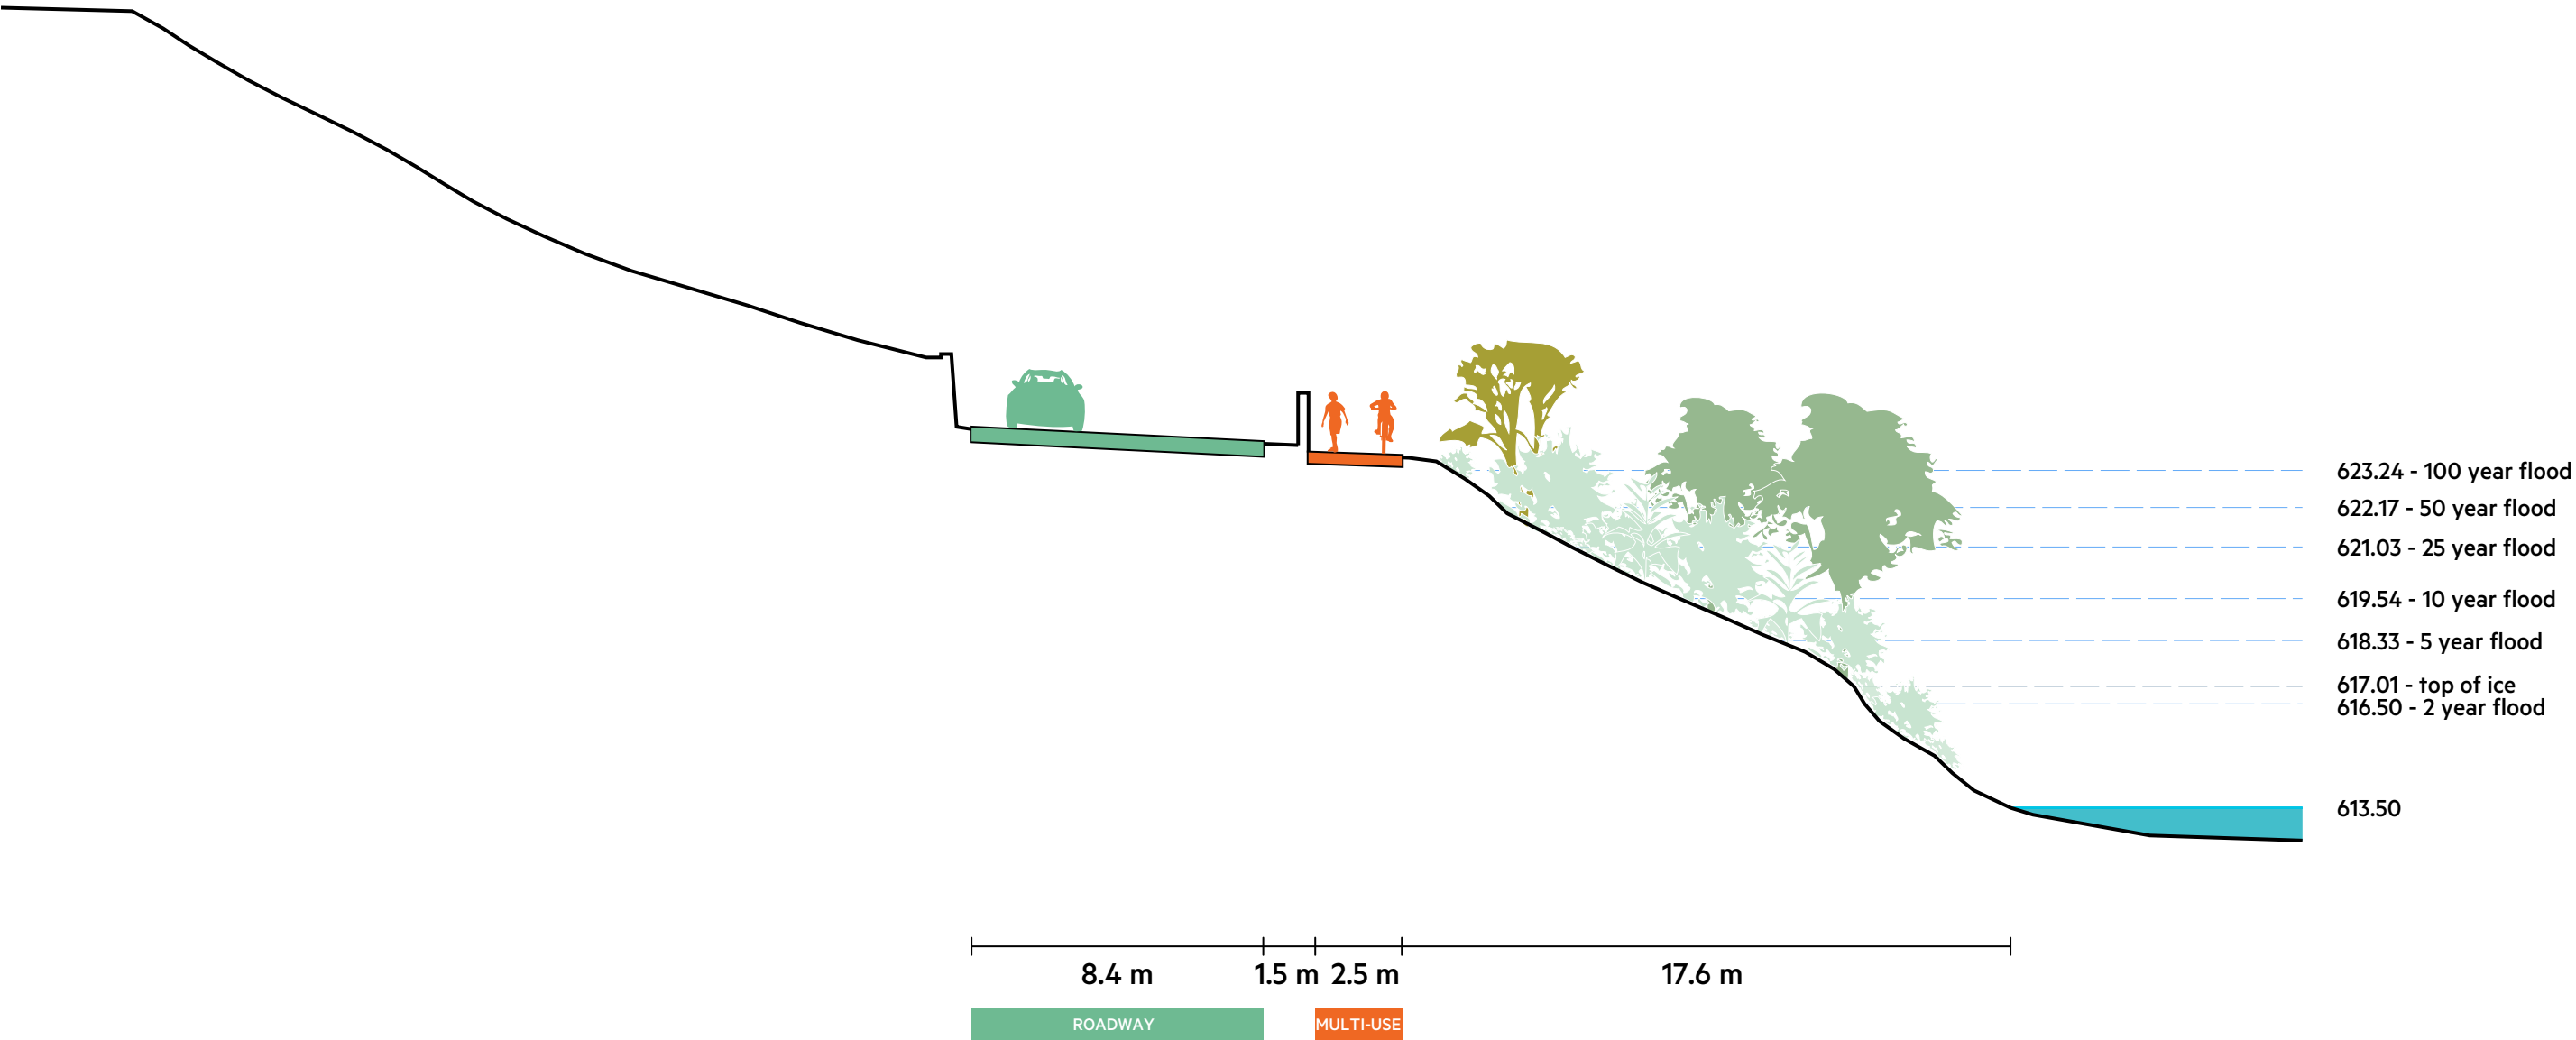 623.24 - 100 year flood
622.17 - 50 year flood
621.03 - 25 year flood
619.54 - 10 year flood
618.33 - 5 year flood
617.01 - top of ice
616.50 - 2 year flood
613.50
8.4 m 1.5 m 2.5 m 17.6 m
ROADWAY MULTI-USE